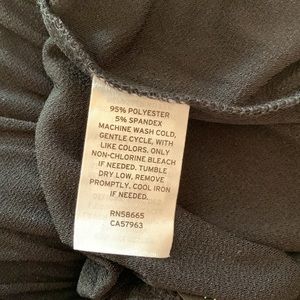 95% POLYESTER
5% SPANDEX
MACHINE WASH COLD,
GENTLE CYCLE, WITH
LIKE COLORS. ONLY
NON-CHLORINE BLEACH
IF NEEDED. TUMBLE
DRY LOW, REMOVE
PROMPTLY. COOL IRON
IF NEEDED.
RN58665
CA57963